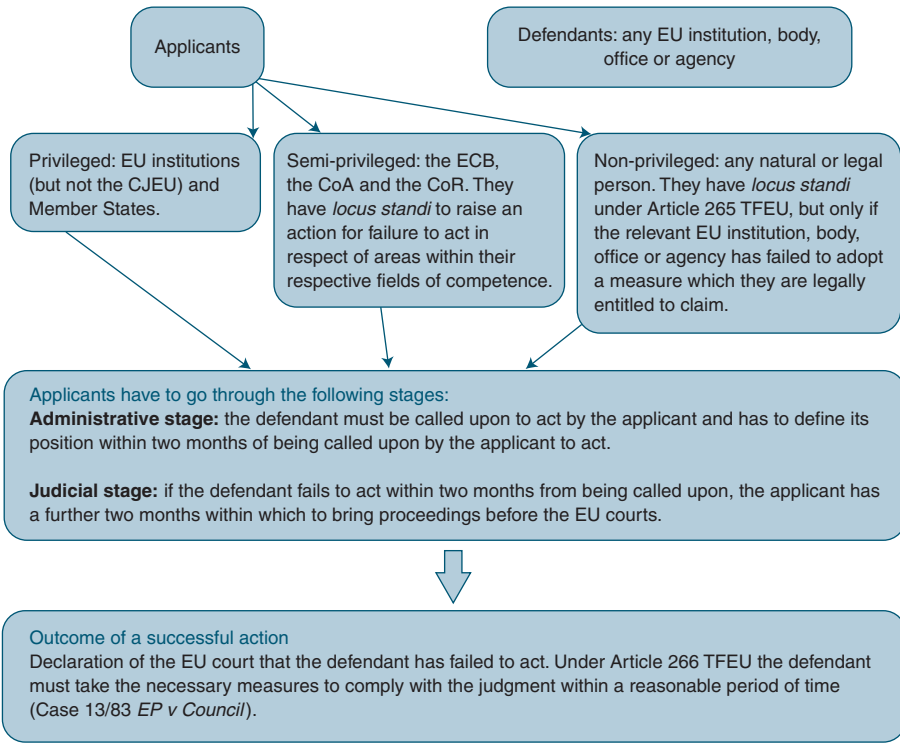 Applicants
Defendants: any EU institution, body,
office or agency
Privileged: EU institutions
(but not the CJEU) and
Member States.
Semi-privileged: the ECB,
the CoA and the CoR. They
have locus standi to raise an
action for failure to act in
respect of areas within their
respective fields of competence.
Non-privileged: any natural or legal
person. They have locus standi
under Article 265 TFEU, but only if
the relevant EU institution, body,
office or agency has failed to adopt
a measure which they are legally
entitled to claim.
Applicants have to go through the following stages:
Administrative stage: the defendant must be called upon to act by the applicant and has to define its
position within two months of being called upon by the applicant to act.
Judicial stage: if the defendant fails to act within two months from being called upon, the applicant has
a further two months within which to bring proceedings before the EU courts.
Outcome of a successful action
Declaration of the EU court that the defendant has failed to act. Under Article 266 TFEU the defendant
must take the necessary measures to comply with the judgment within a reasonable period of time
(Case 13/83 EP v Council).